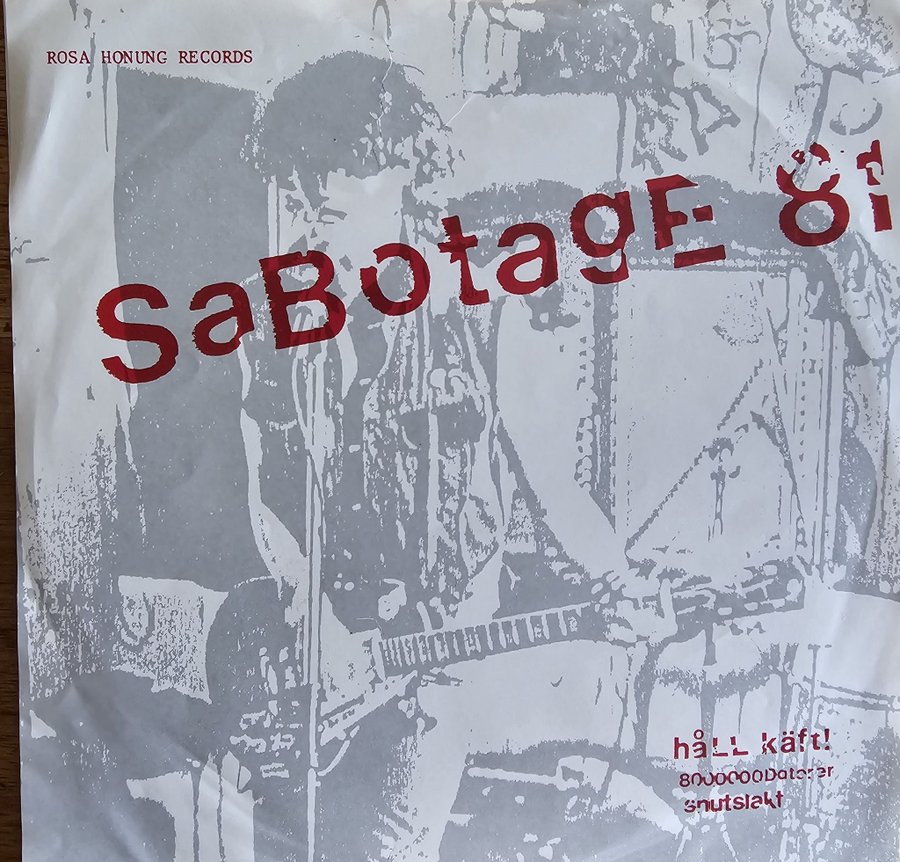 ROSA HONUNG RECORDS
SaBotagE 81
håLL käft!
8000000Datorer
snutslakt